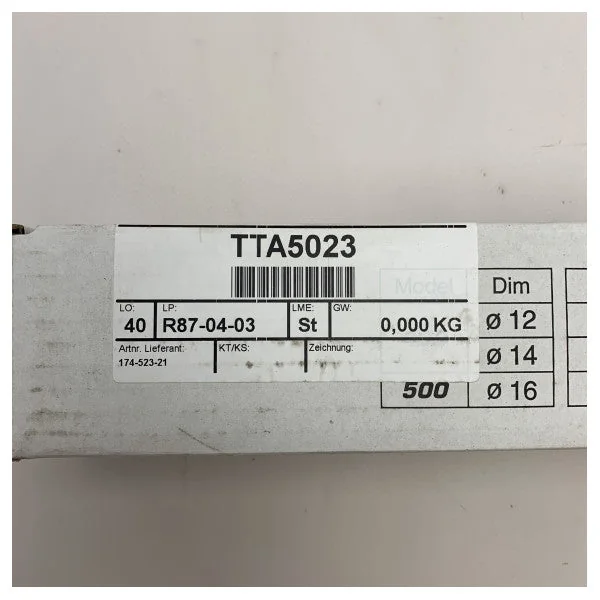 TTA5023
LO: LP: LME: GW:
40 R87-04-03 St 0,000 KG
Artnr. Lieferant: KT/KS: Zeichnung:
174-523-21
Model Dim
ø 12
ø 14
500 ø 16